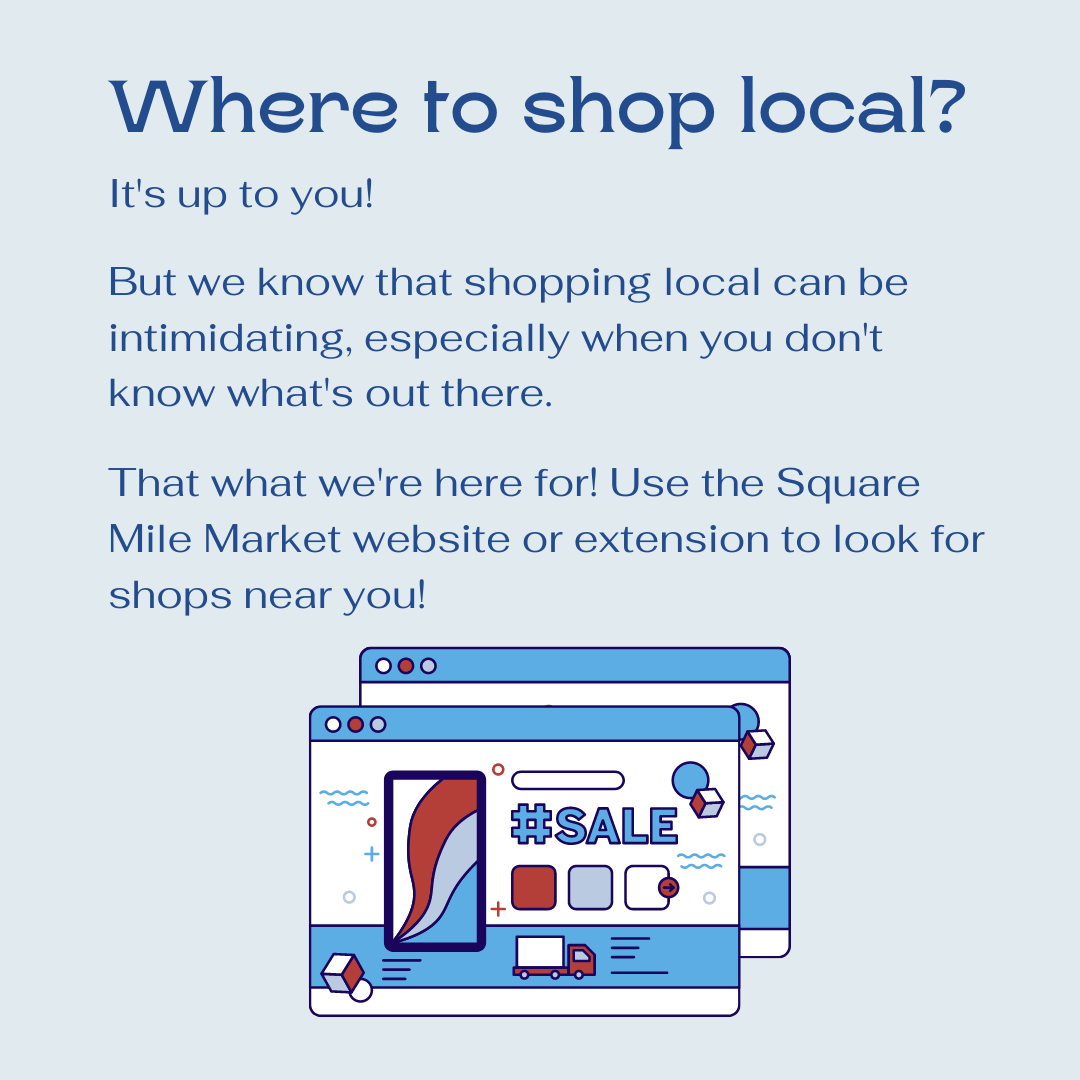 Where to shop local?
It's up to you!
But we know that shopping local can be
intimidating, especially when you don't
know what's out there.
That what we're here for! Use the Square
Mile Market website or extension to look for
shops near you!
#SALE